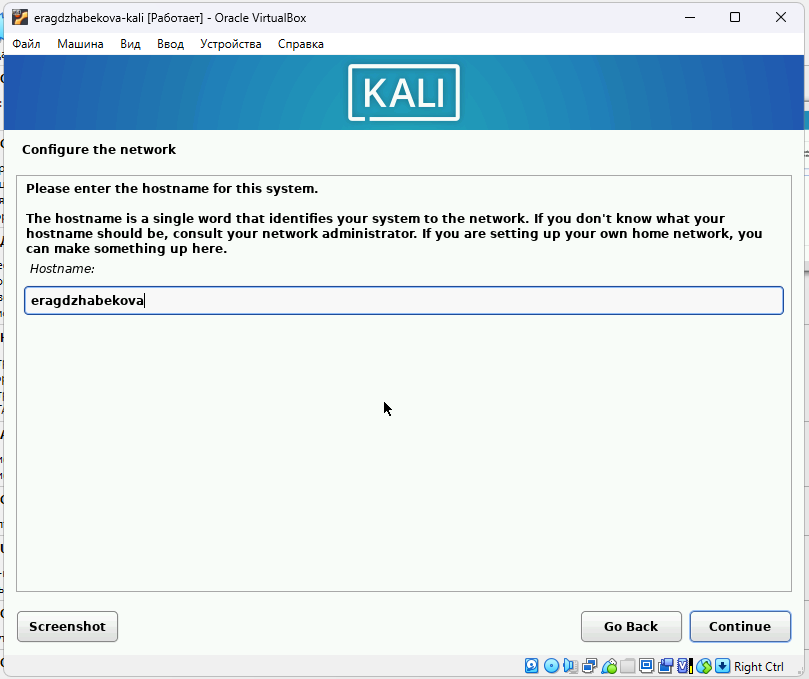 eragdzhabekova-kali [Работает] - Oracle VirtualBox
Файл Машина Вид Ввод Устройства Справка
KALI
Configure the network
Please enter the hostname for this system.
The hostname is a single word that identifies your system to the network. If you don't know what your
hostname should be, consult your network administrator. If you are setting up your own home network, you
can make something up here.
Hostname:
eragdzhabekova
Screenshot Go Back Continue
Right Ctrl